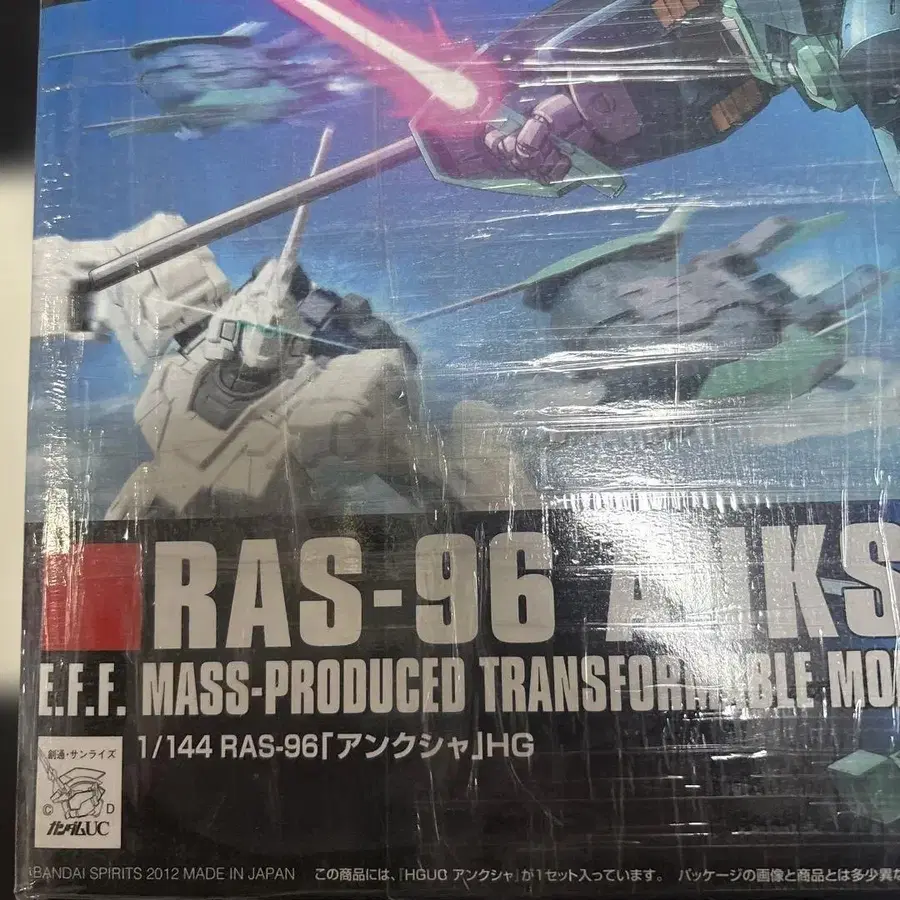 RAS-96 ANKS
E.F.F. MASS-PRODUCED TRANSFORMABLE MO
1/144 RAS-96「アンクシャ」HG
創通・サンライズ
© D
ガンダムUC
BANDAI SPIRITS 2012 MADE IN JAPAN この商品には、『HGUC アンクシャ』が1セット入っています。 パッケージの画像と商品とは多少異な